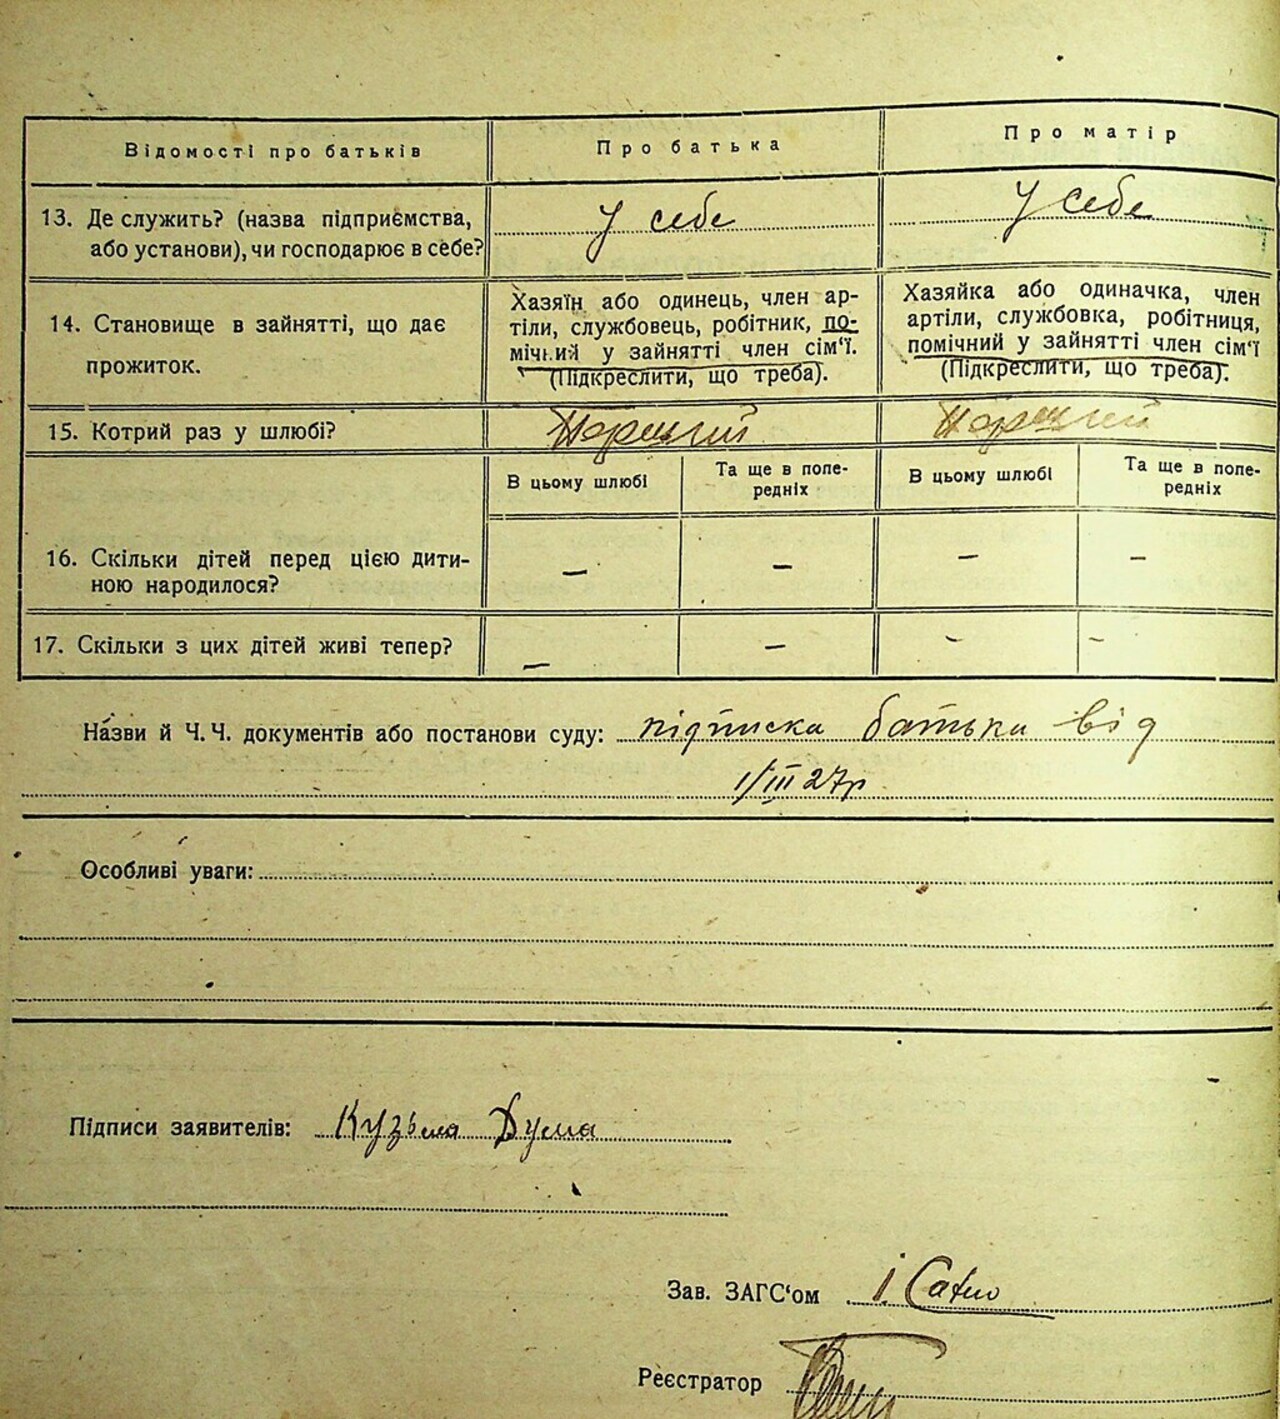 Відомості про батьків
Про батька
Про матір
13. Де служить? (назва підприємства,
або установи), чи господарює в себе?
У себе
У себе
14. Становище в зайнятті, що дає
прожиток.
Хазяїн або одинець, член ар-
тіли, службовець, робітник, по-
мічний у зайнятті член сім‘ї.
(Підкреслити, що треба).
Хазяйка або одиначка, член
артіли, службовка, робітниця,
помічний у зайнятті член сім‘ї
(Підкреслити, що треба).
15. Котрий раз у шлюбі?
В цьому шлюбі
Та ще в попе-
редніх
В цьому шлюбі
Та ще в попе-
редніх
16. Скільки дітей перед цією дити-
ною народилося?
— — — —
17. Скільки з цих дітей живі тепер?
— — — —
Назви й Ч. Ч. документів або постанови суду: підписка батька від
1/III 27р
Особливі уваги:
Підписи заявителів: Кузьма Дума
Зав. ЗАГС‘ом І.
Реєстратор